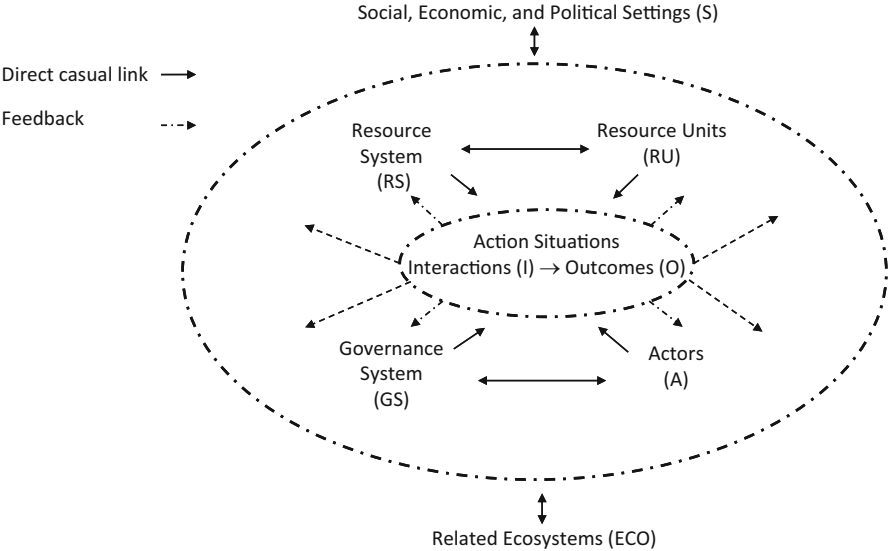 Social, Economic, and Political Settings (S)
Direct casual link
Feedback
Resource
System
(RS)
Resource Units
(RU)
Action Situations
Interactions (I) → Outcomes (O)
Governance
System
(GS)
Actors
(A)
Related Ecosystems (ECO)